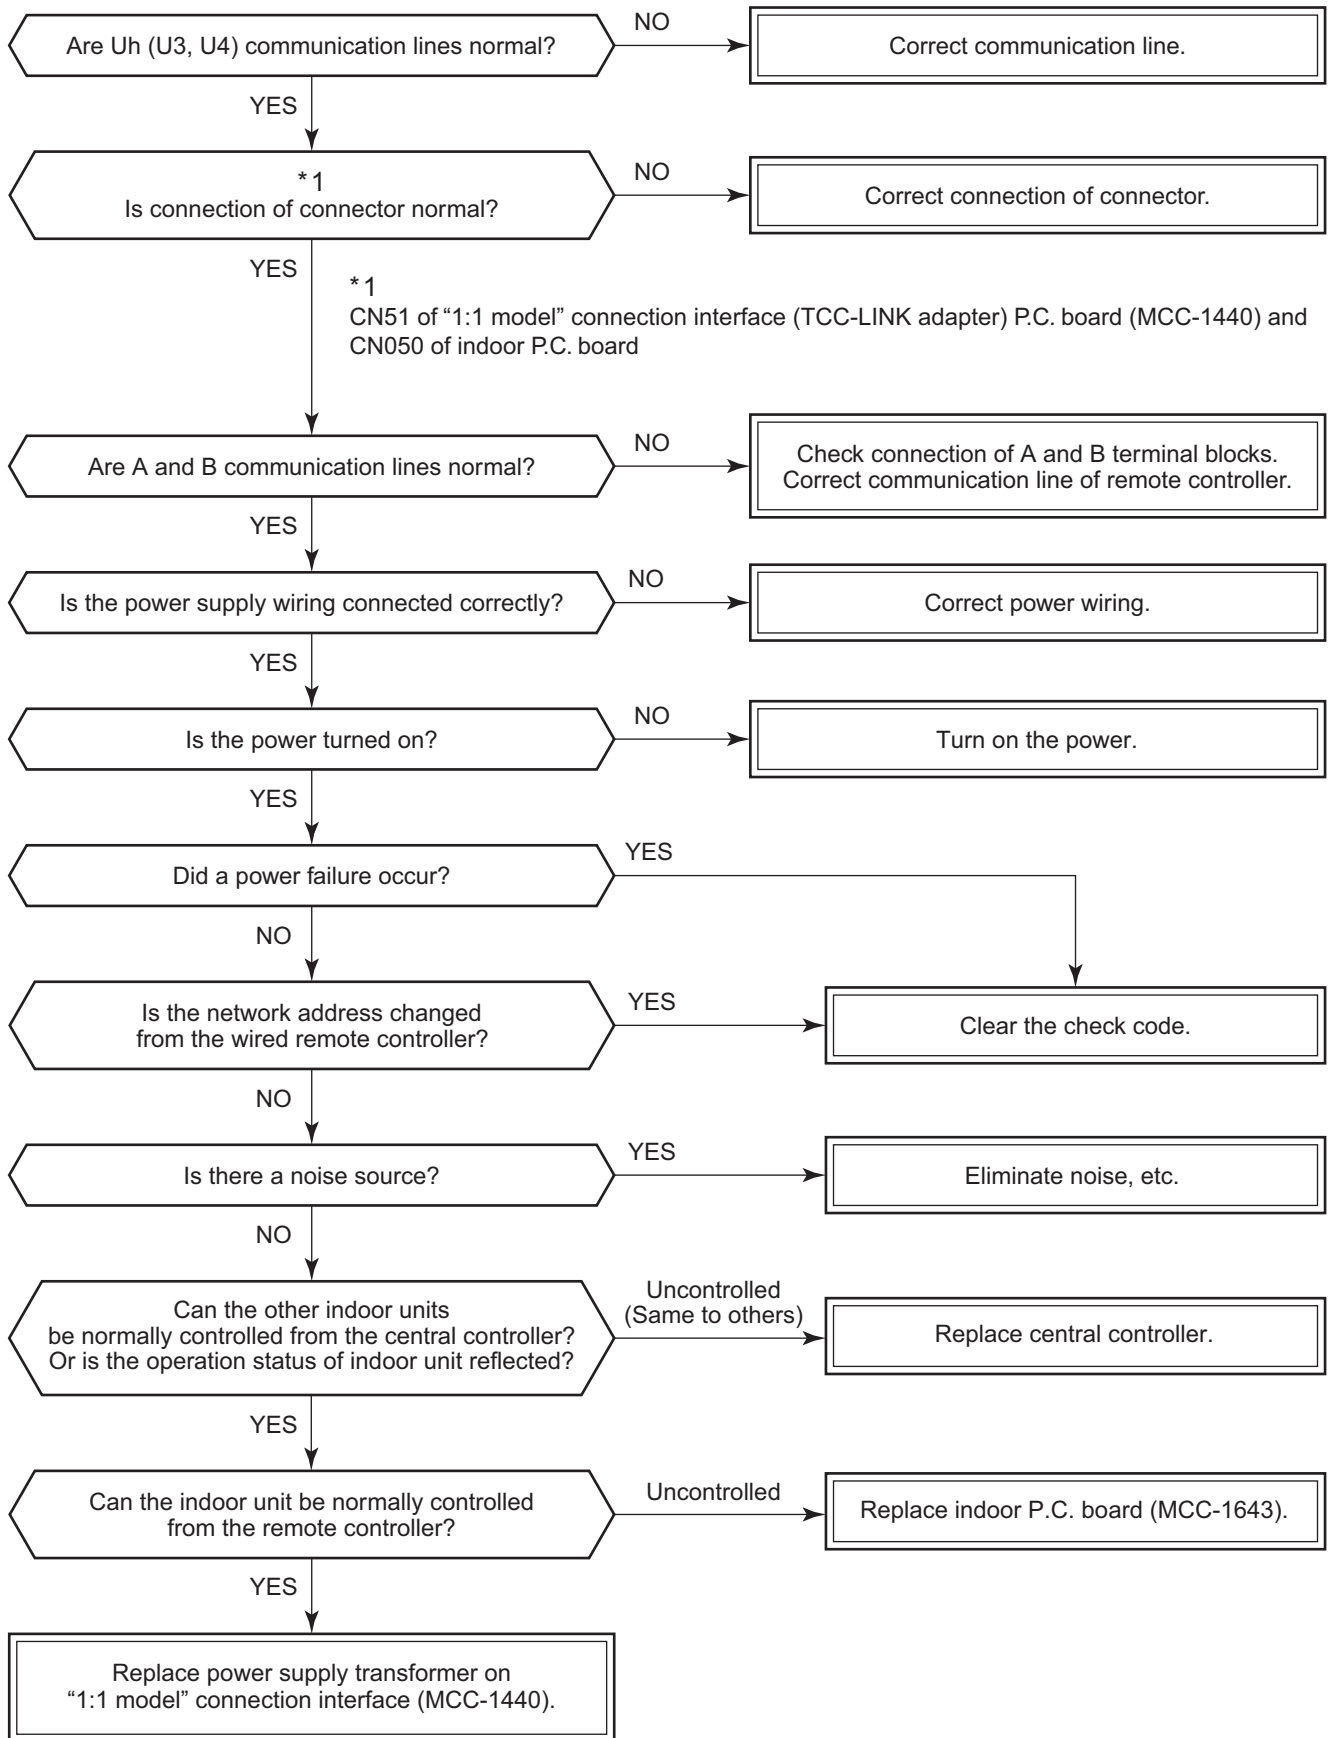 Are Uh (U3, U4) communication lines normal?
NO
Correct communication line.
YES
*1
Is connection of connector normal?
NO
Correct connection of connector.
YES
*1
CN51 of “1:1 model” connection interface (TCC-LINK adapter) P.C. board (MCC-1440) and
CN050 of indoor P.C. board
Are A and B communication lines normal?
NO
Check connection of A and B terminal blocks.
Correct communication line of remote controller.
YES
Is the power supply wiring connected correctly?
NO
Correct power wiring.
YES
Is the power turned on?
NO
Turn on the power.
YES
Did a power failure occur?
YES
NO
Is the network address changed
from the wired remote controller?
YES
Clear the check code.
NO
Is there a noise source?
YES
Eliminate noise, etc.
NO
Can the other indoor units
be normally controlled from the central controller?
Or is the operation status of indoor unit reflected?
Uncontrolled
(Same to others)
Replace central controller.
YES
Can the indoor unit be normally controlled
from the remote controller?
Uncontrolled
Replace indoor P.C. board (MCC-1643).
YES
Replace power supply transformer on
“1:1 model” connection interface (MCC-1440).